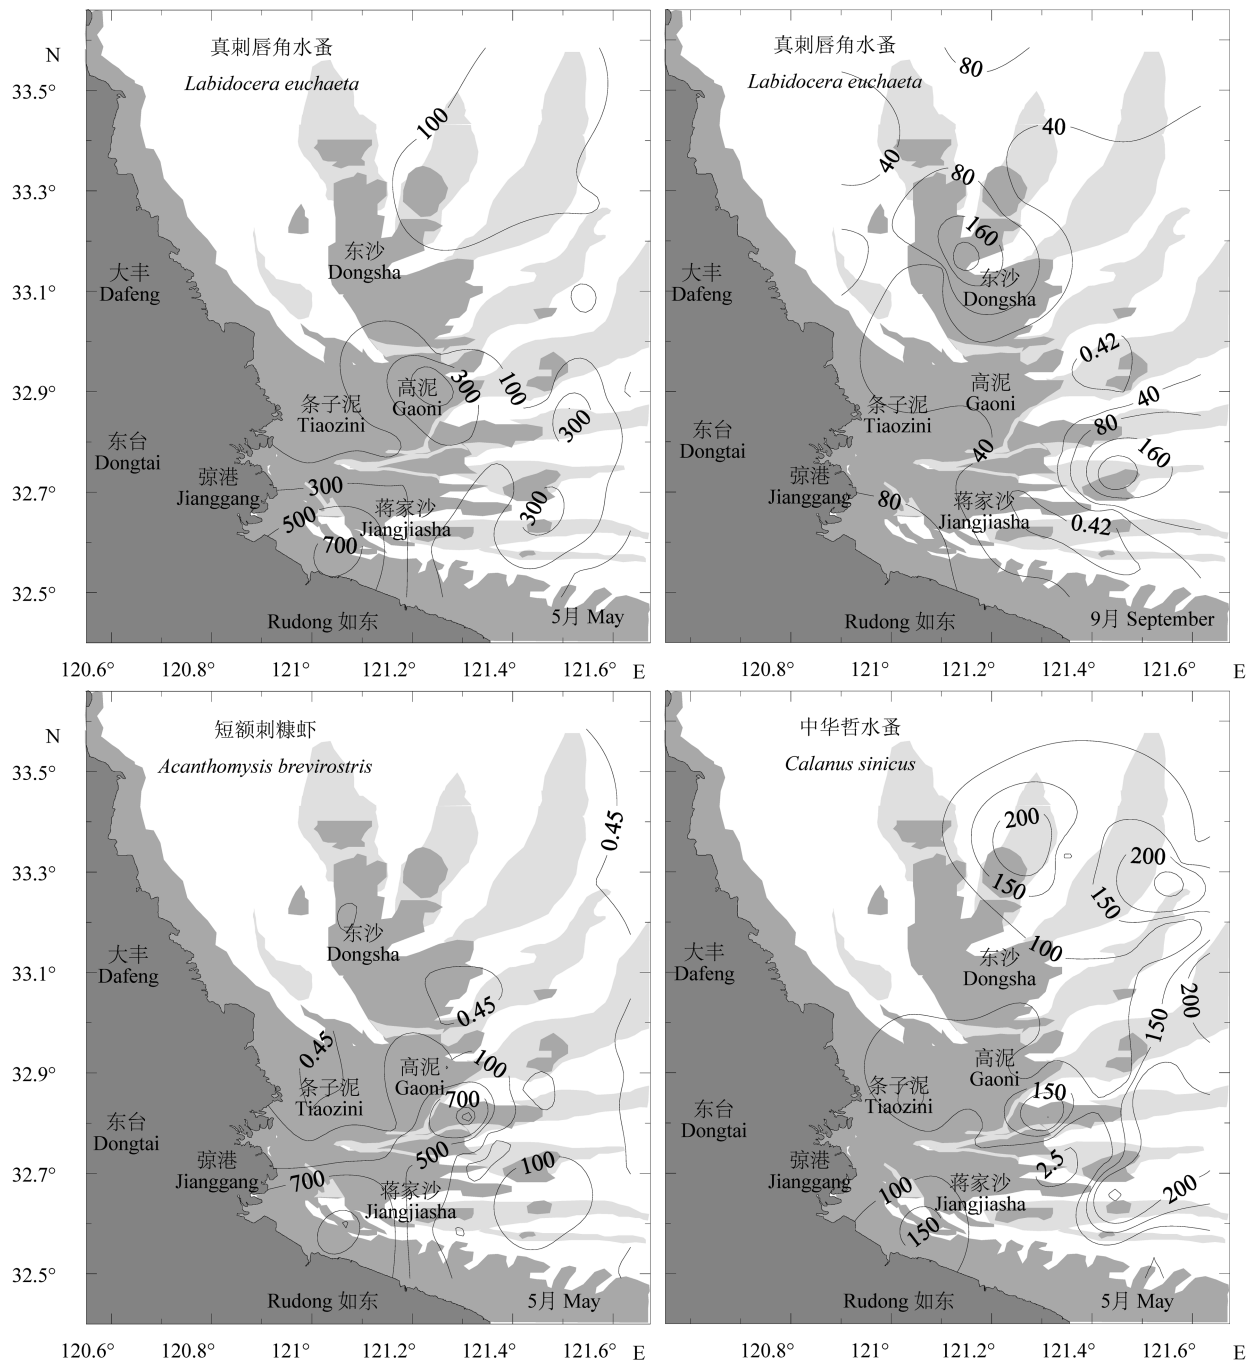 真刺唇角水蚤
Labidocera euchaeta
N
33.5°
33.3°
33.1°
32.9°
32.7°
32.5°
100
东沙
Dongsha
大丰
Dafeng
高泥
Gaoni
300
100
条子泥
Tiaozini
300
东台
Dongtai
弶港
Jianggang
300
蒋家沙
Jiangjiasha
300
500
700
Rudong 如东
5月 May
120.6°
120.8°
121°
121.2°
121.4°
121.6°
E
真刺唇角水蚤
Labidocera euchaeta
80
40
40
80
160
东沙
Dongsha
大丰
Dafeng
0.42
高泥
Gaoni
40
条子泥
Tiaozini
80
东台
Dongtai
40
160
弶港
Jianggang
80
蒋家沙
Jiangjiasha
0.42
Rudong 如东
9月 September
120.8°
121°
121.2°
121.4°
121.6°
E
短额刺糠虾
Acanthomysis brevirostris
N
33.5°
33.3°
33.1°
32.9°
32.7°
32.5°
0.45
东沙
Dongsha
大丰
Dafeng
0.45
0.45
高泥
Gaoni
100
条子泥
Tiaozini
700
东台
Dongtai
500
100
弶港
Jianggang
700
蒋家沙
Jiangjiasha
Rudong 如东
5月 May
120.6°
120.8°
121°
121.2°
121.4°
121.6°
E
中华哲水蚤
Calanus sinicus
200
200
150
150
100
东沙
Dongsha
大丰
Dafeng
200
150
高泥
Gaoni
条子泥
Tiaozini
150
东台
Dongtai
2.5
弶港
Jianggang
100
蒋家沙
Jiangjiasha
200
150
Rudong 如东
5月 May
120.8°
121°
121.2°
121.4°
121.6°
E